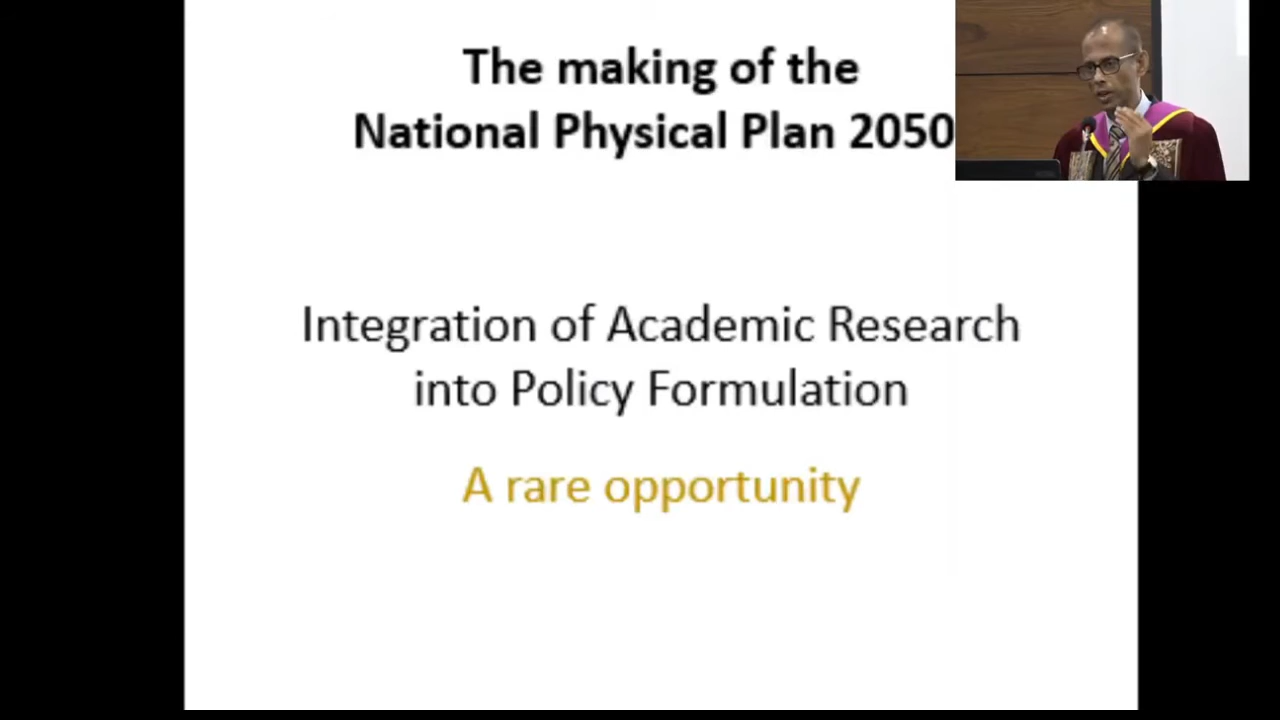 The making of the
National Physical Plan 2050
Integration of Academic Research
into Policy Formulation
A rare opportunity